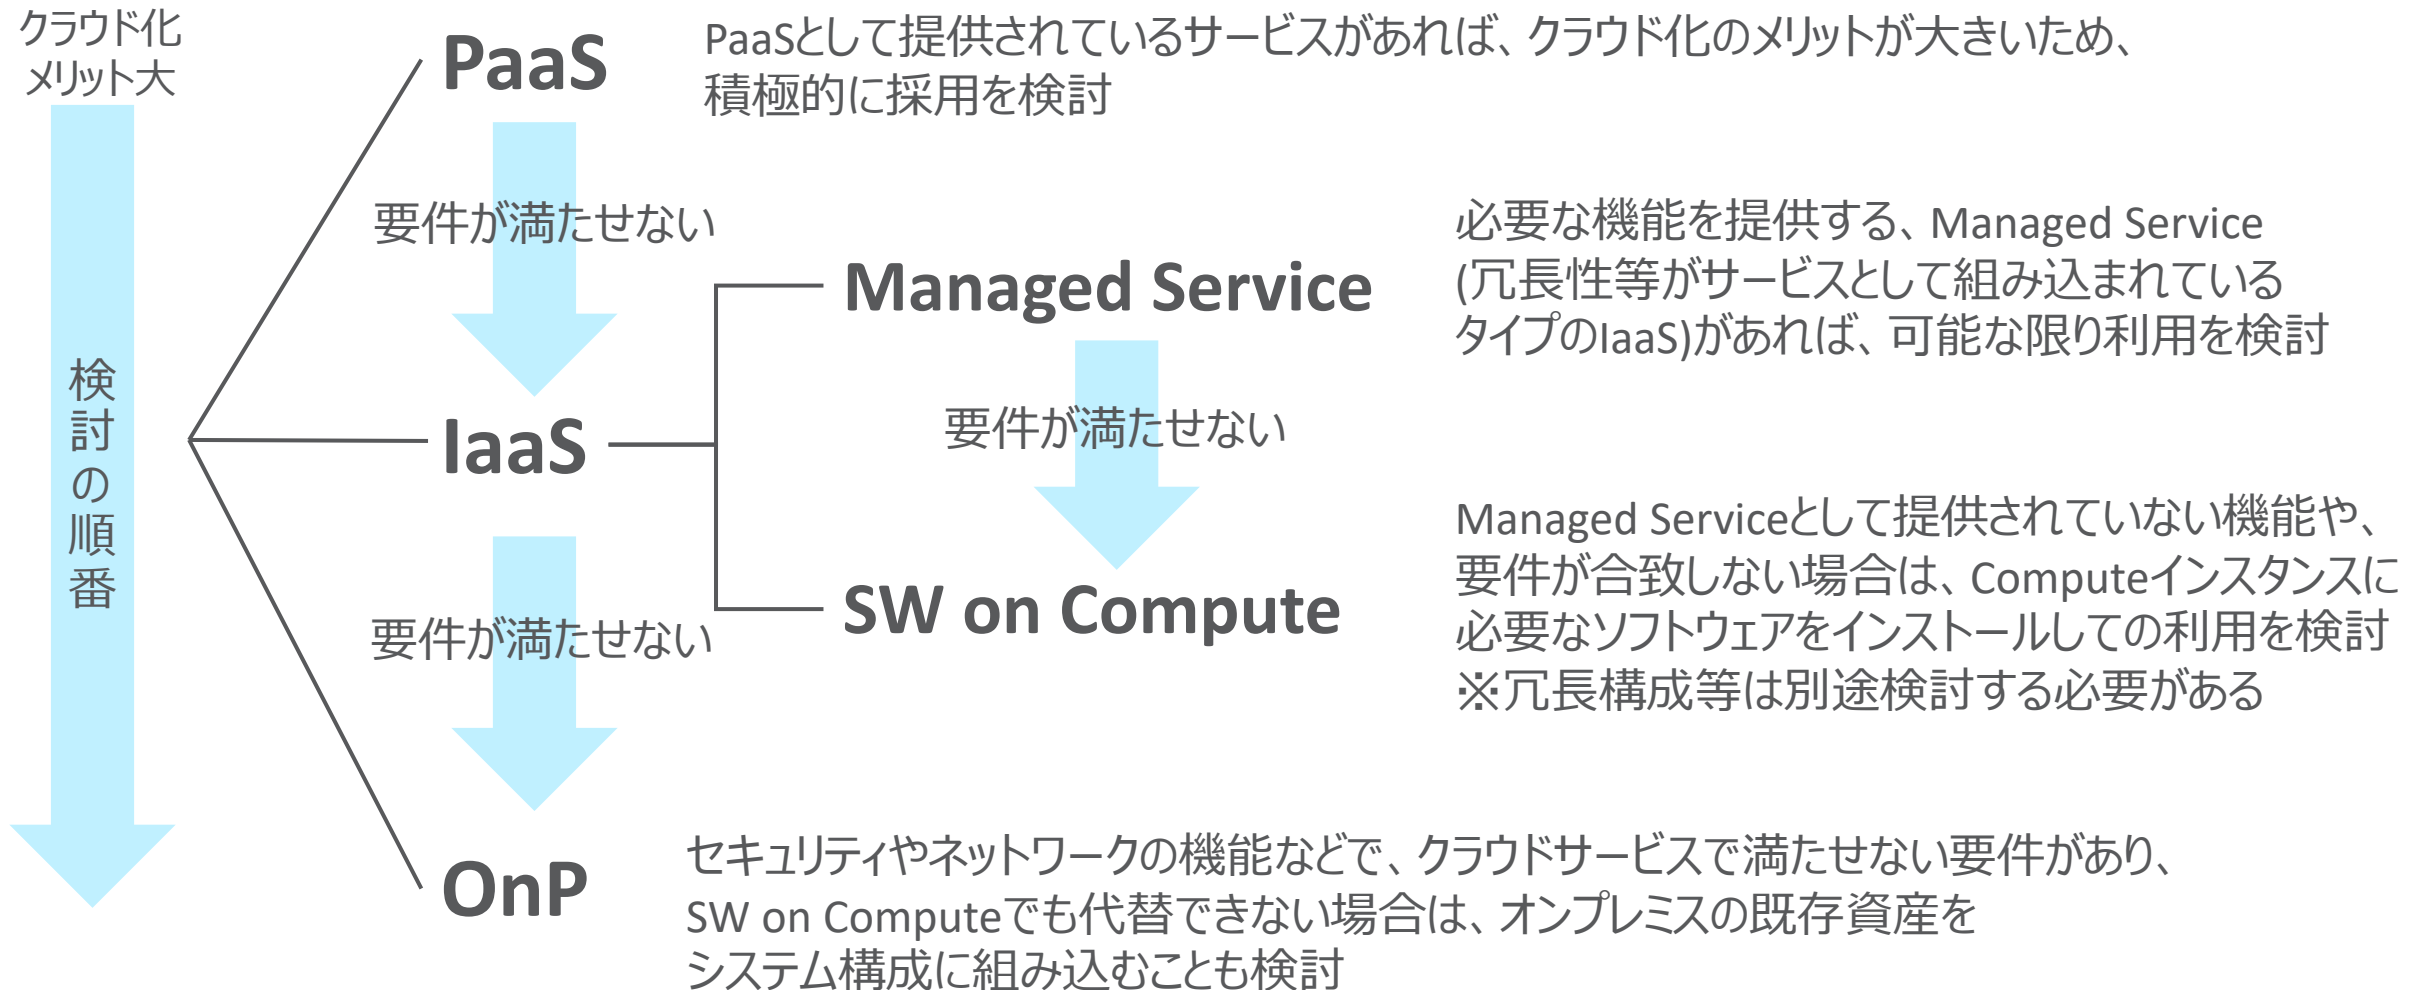 クラウド化
メリット大
検討の順番
PaaS
PaaSとして提供されているサービスがあれば、クラウド化のメリットが大きいため、
積極的に採用を検討
要件が満たせない
IaaS
Managed Service
必要な機能を提供する、Managed Service
(冗長性等がサービスとして組み込まれている
タイプのIaaS)があれば、可能な限り利用を検討
要件が満たせない
SW on Compute
Managed Serviceとして提供されていない機能や、
要件が合致しない場合は、Computeインスタンスに
必要なソフトウェアをインストールしての利用を検討
※冗長構成等は別途検討する必要がある
要件が満たせない
OnP
セキュリティやネットワークの機能などで、クラウドサービスで満たせない要件があり、
SW on Computeでも代替できない場合は、オンプレミスの既存資産を
システム構成に組み込むことも検討